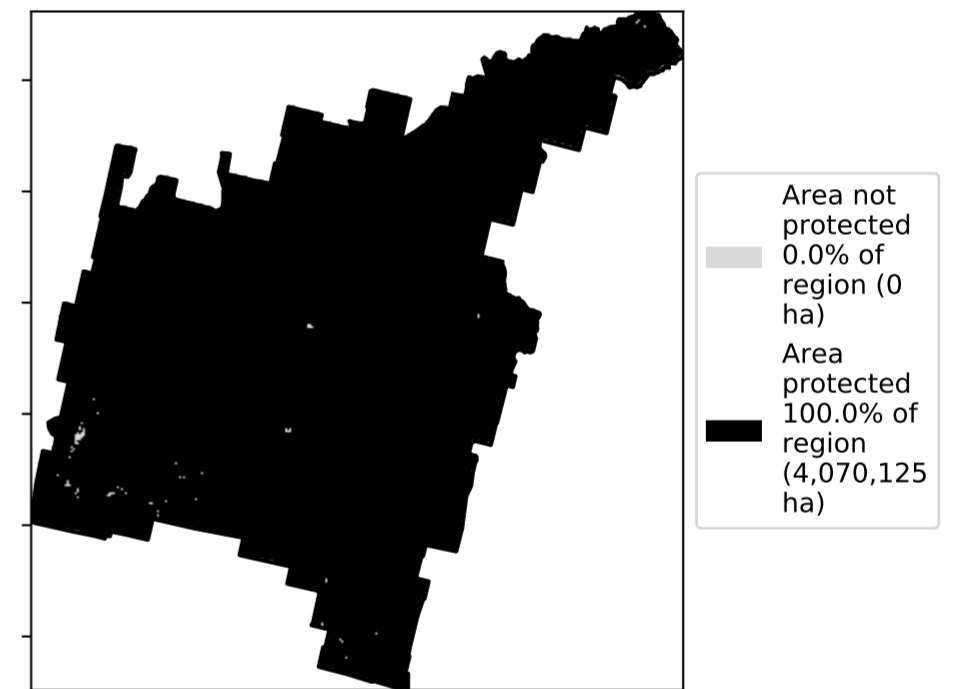 Area not
protected
0.0% of
region (0
ha)
Area
protected
100.0% of
region
(4,070,125
ha)